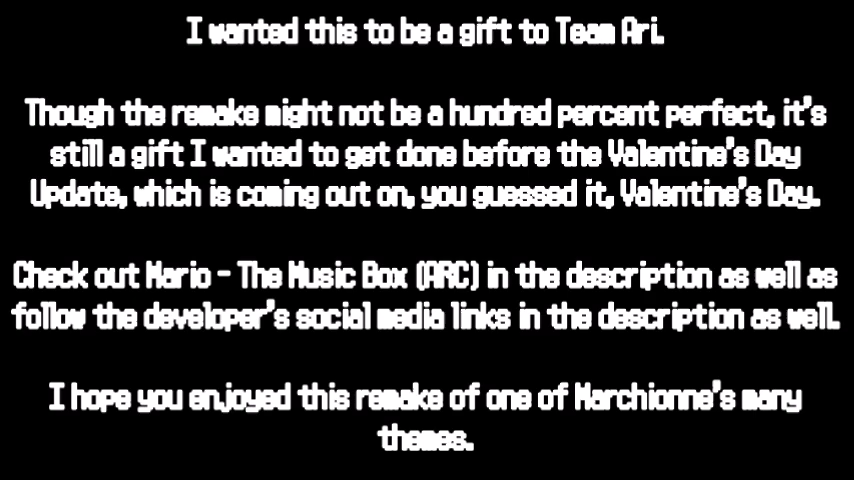 I wanted this to be a gift to Team Ari.
Though the remake might not be a hundred percent perfect, it's
still a gift I wanted to get done before the Valentine's Day
Update, which is coming out on, you guessed it, Valentine's Day.
Check out Mario - The Music Box (ARC) in the description as well as
follow the developer's social media links in the description as well.
I hope you enjoyed this remake of one of Marchionne's many
themes.